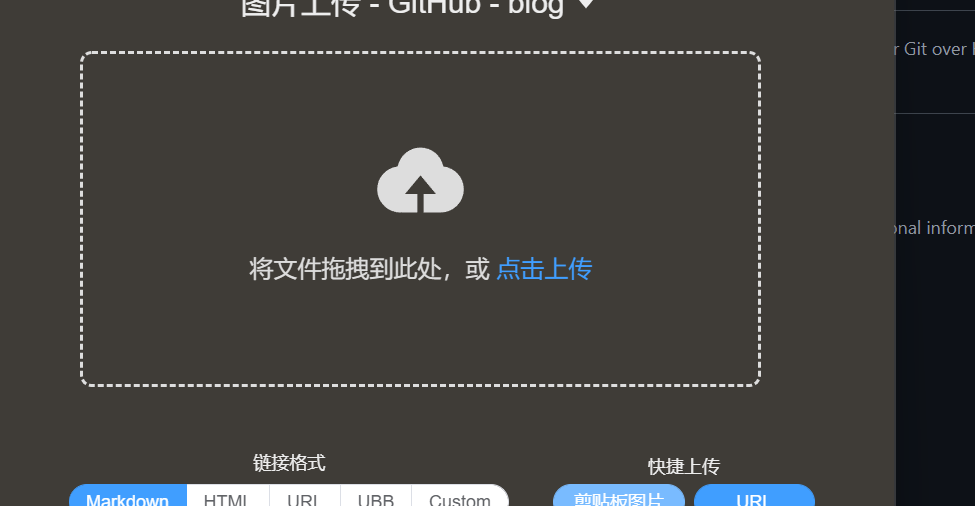 图片上传 - GitHub - blog
r Git over
将文件拖拽到此处，或 点击上传
onal inform
链接格式
快捷上传
Markdown HTML URL UBB Custom
剪贴板图片 URL